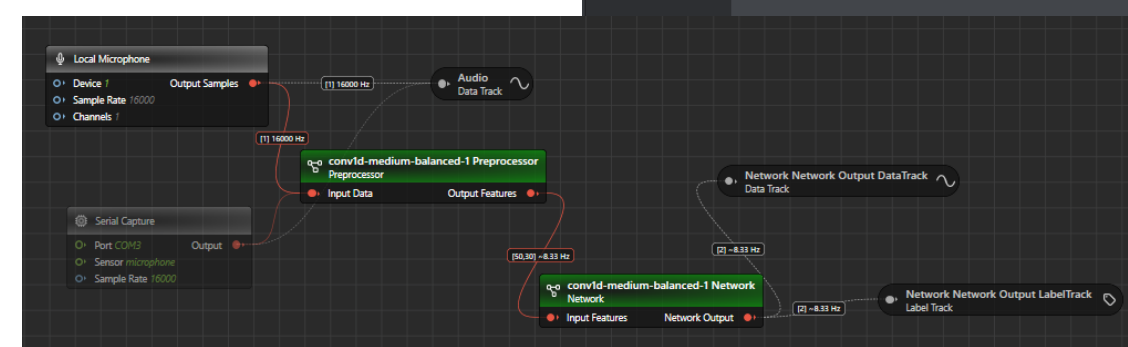 Local Microphone
Device 1
Output Samples
Sample Rate 16000
Channels 1
[1] 16000 Hz
Audio
Data Track
[1] 16000 Hz
conv1d-medium-balanced-1 Preprocessor
Preprocessor
Input Data
Output Features
Network Network Output DataTrack
Data Track
Serial Capture
Port COM3
Output
Sensor microphone
Sample Rate 16000
[50,30] ~8.33 Hz
[2] ~8.33 Hz
conv1d-medium-balanced-1 Network
Network
Input Features
Network Output
[2] ~8.33 Hz
Network Network Output LabelTrack
Label Track